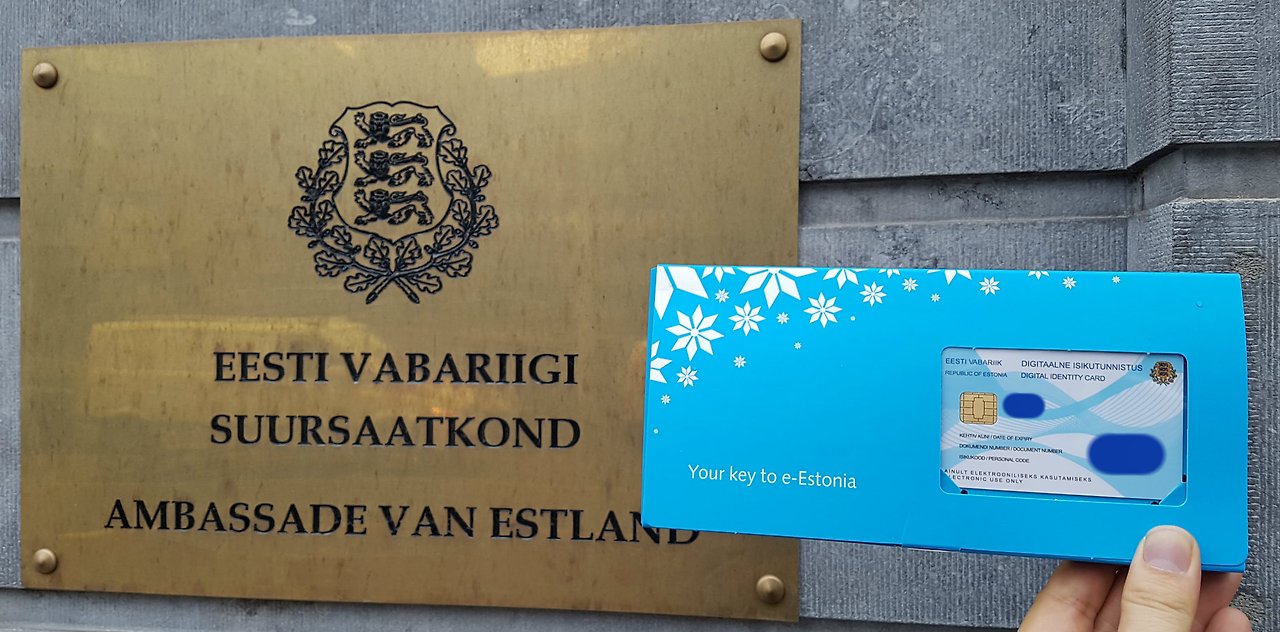 EESTI VABARIIGI
SUURSAATKOND
AMBASSADE VAN ESTLAND
Your key to e-Estonia
EESTI VABARIIK DIGITAALNE ISIKUTUNNISTUS
REPUBLIC OF ESTONIA DIGITAL IDENTITY CARD
KEHTIV KUNI / DATE OF EXPIRY
DOKUMENDI NUMBER / DOCUMENT NUMBER
ISIKUKOOD / PERSONAL CODE
AINULT ELEKTROONILISEKS KASUTAMISEKS
ELECTRONIC USE ONLY